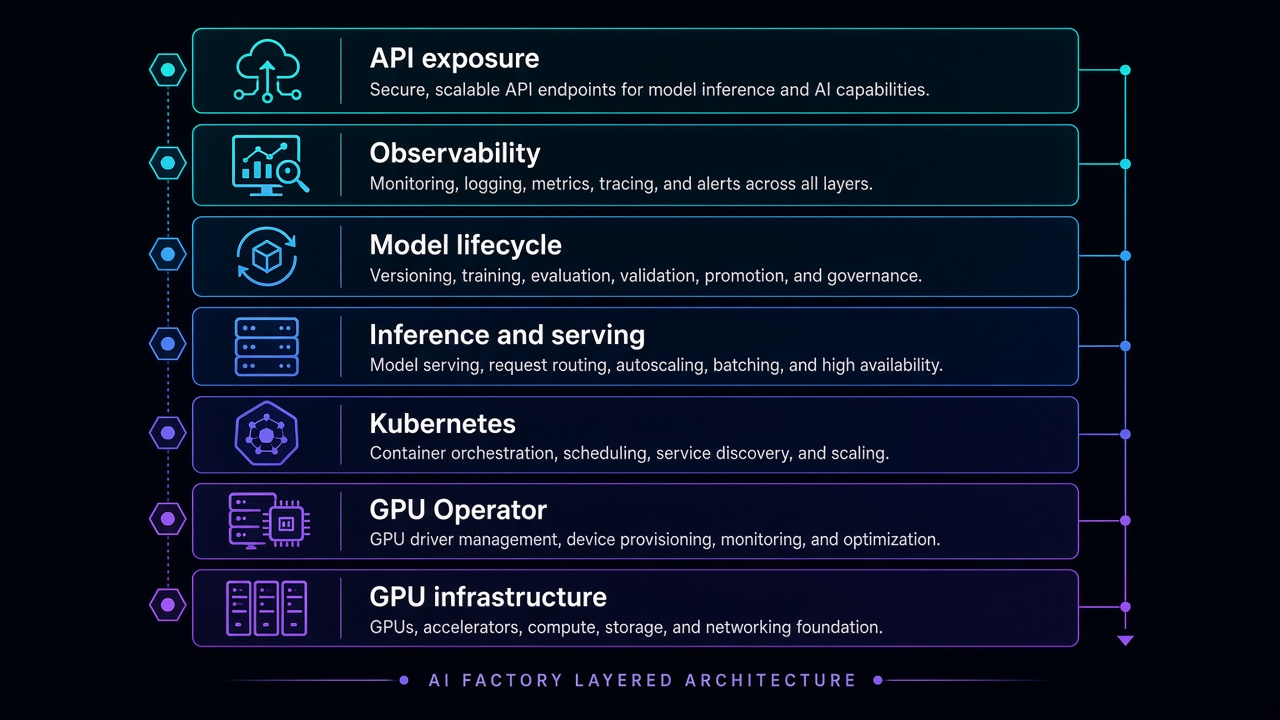 API exposure
Secure, scalable API endpoints for model inference and AI capabilities.
Observability
Monitoring, logging, metrics, tracing, and alerts across all layers.
Model lifecycle
Versioning, training, evaluation, validation, promotion, and governance.
Inference and serving
Model serving, request routing, autoscaling, batching, and high availability.
Kubernetes
Container orchestration, scheduling, service discovery, and scaling.
GPU Operator
GPU driver management, device provisioning, monitoring, and optimization.
GPU infrastructure
GPUs, accelerators, compute, storage, and networking foundation.
AI FACTORY LAYERED ARCHITECTURE